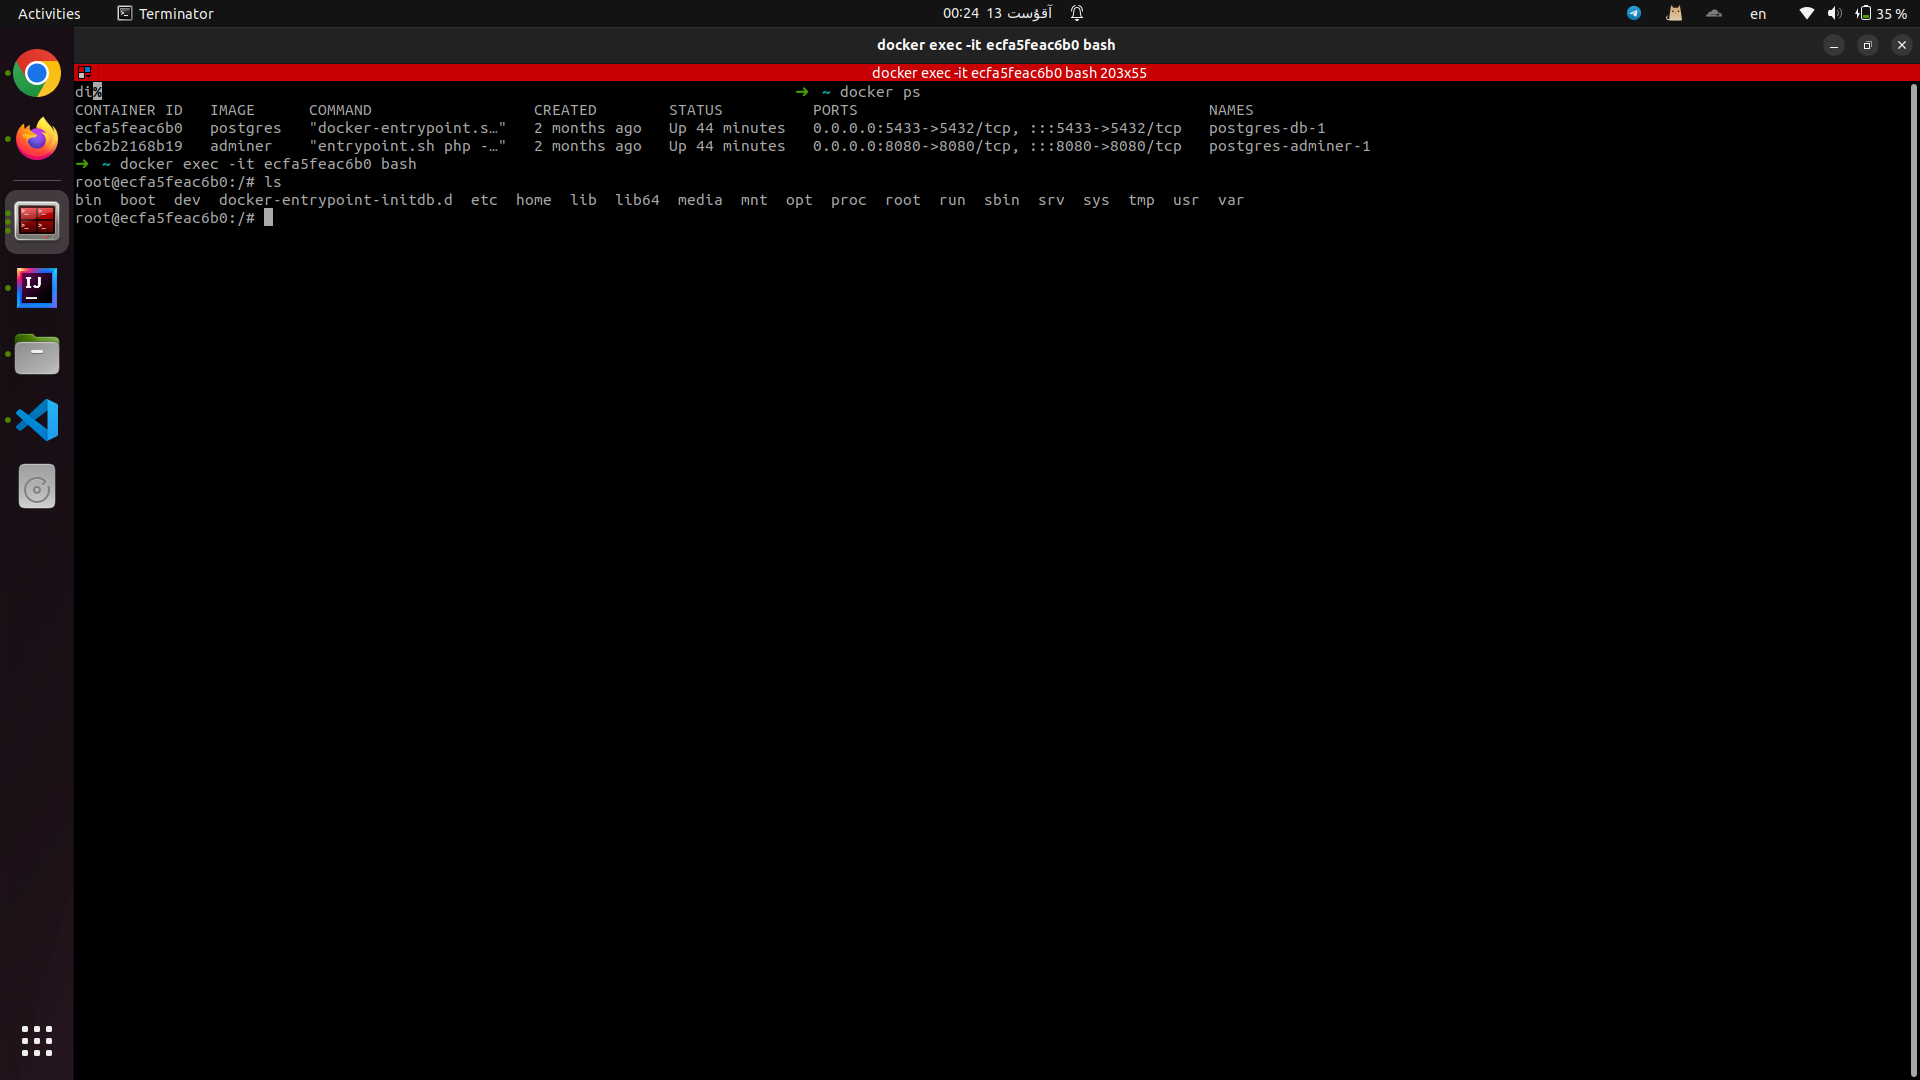 Activities Terminator 00:24 13 آقۇست en 35 %
docker exec -it ecfa5feac6b0 bash
docker exec -it ecfa5feac6b0 bash 203x55
di% ➜ ~ docker ps
CONTAINER ID IMAGE COMMAND CREATED STATUS PORTS NAMES
ecfa5feac6b0 postgres "docker-entrypoint.s…" 2 months ago Up 44 minutes 0.0.0.0:5433->5432/tcp, :::5433->5432/tcp postgres-db-1
cb62b2168b19 adminer "entrypoint.sh php -…" 2 months ago Up 44 minutes 0.0.0.0:8080->8080/tcp, :::8080->8080/tcp postgres-adminer-1
➜ ~ docker exec -it ecfa5feac6b0 bash
root@ecfa5feac6b0:/# ls
bin boot dev docker-entrypoint-initdb.d etc home lib lib64 media mnt opt proc root run sbin srv sys tmp usr var
root@ecfa5feac6b0:/#
IJ